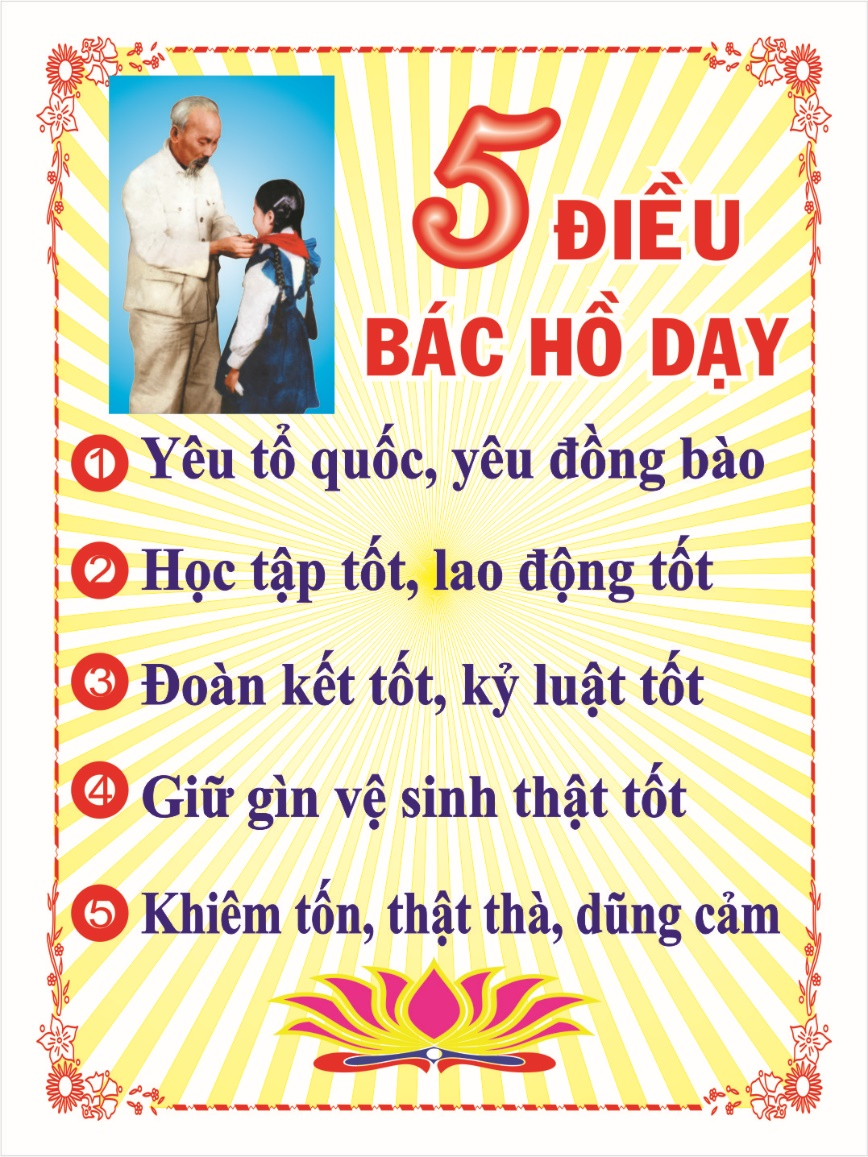 5 ĐIỀU
BÁC HỒ DẠY
1 Yêu tổ quốc, yêu đồng bào
2 Học tập tốt, lao động tốt
3 Đoàn kết tốt, kỷ luật tốt
4 Giữ gìn vệ sinh thật tốt
5 Khiêm tốn, thật thà, dũng cảm